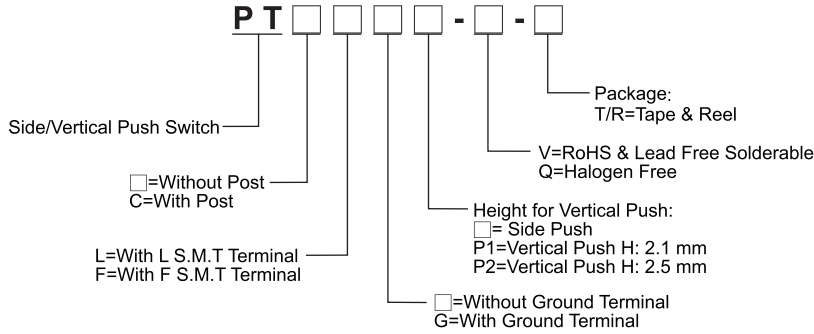 PT□□□□-□-□
Package:
T/R=Tape & Reel
Side/Vertical Push Switch
V=RoHS & Lead Free Solderable
Q=Halogen Free
□=Without Post
C=With Post
Height for Vertical Push:
□= Side Push
P1=Vertical Push H: 2.1 mm
P2=Vertical Push H: 2.5 mm
L=With L S.M.T Terminal
F=With F S.M.T Terminal
□=Without Ground Terminal
G=With Ground Terminal